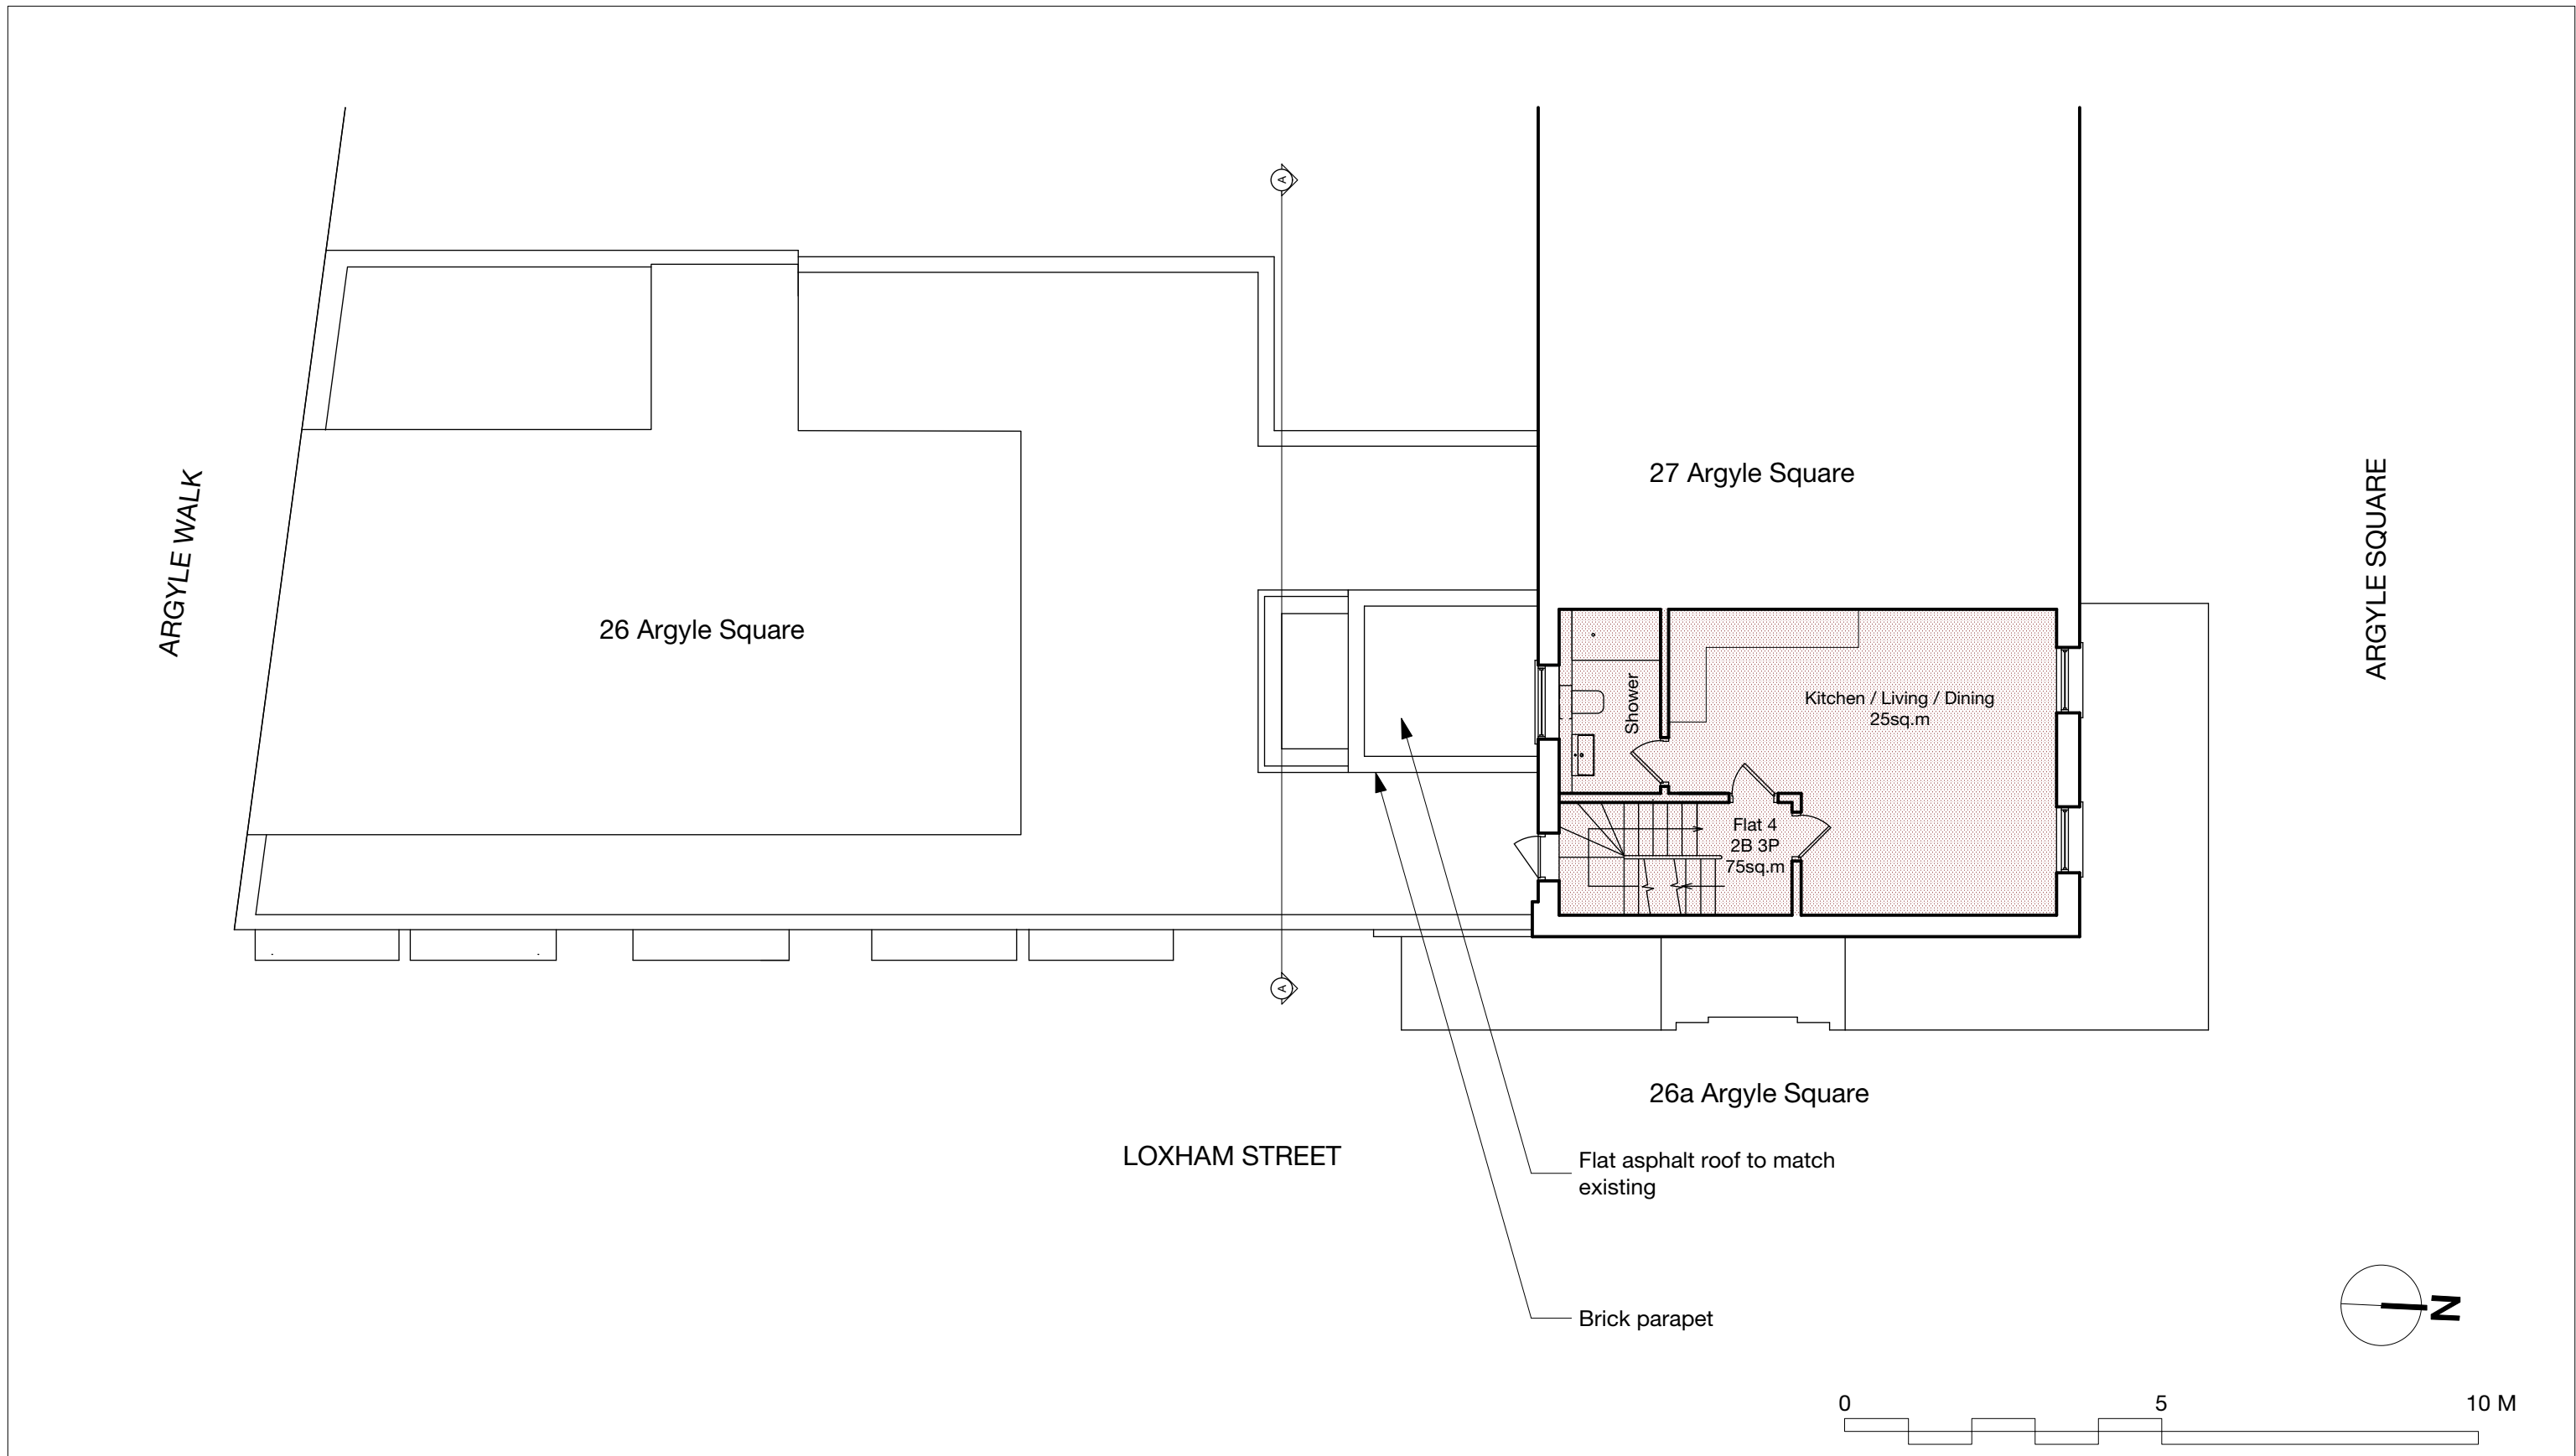 A
27 Argyle Square
ARGYLE WALK
ARGYLE SQUARE
26 Argyle Square
Shower
Kitchen / Living / Dining
25sq.m
Flat 4
2B 3P
75sq.m
A
26a Argyle Square
LOXHAM STREET
Flat asphalt roof to match
existing
Brick parapet
N
0 5 10 M